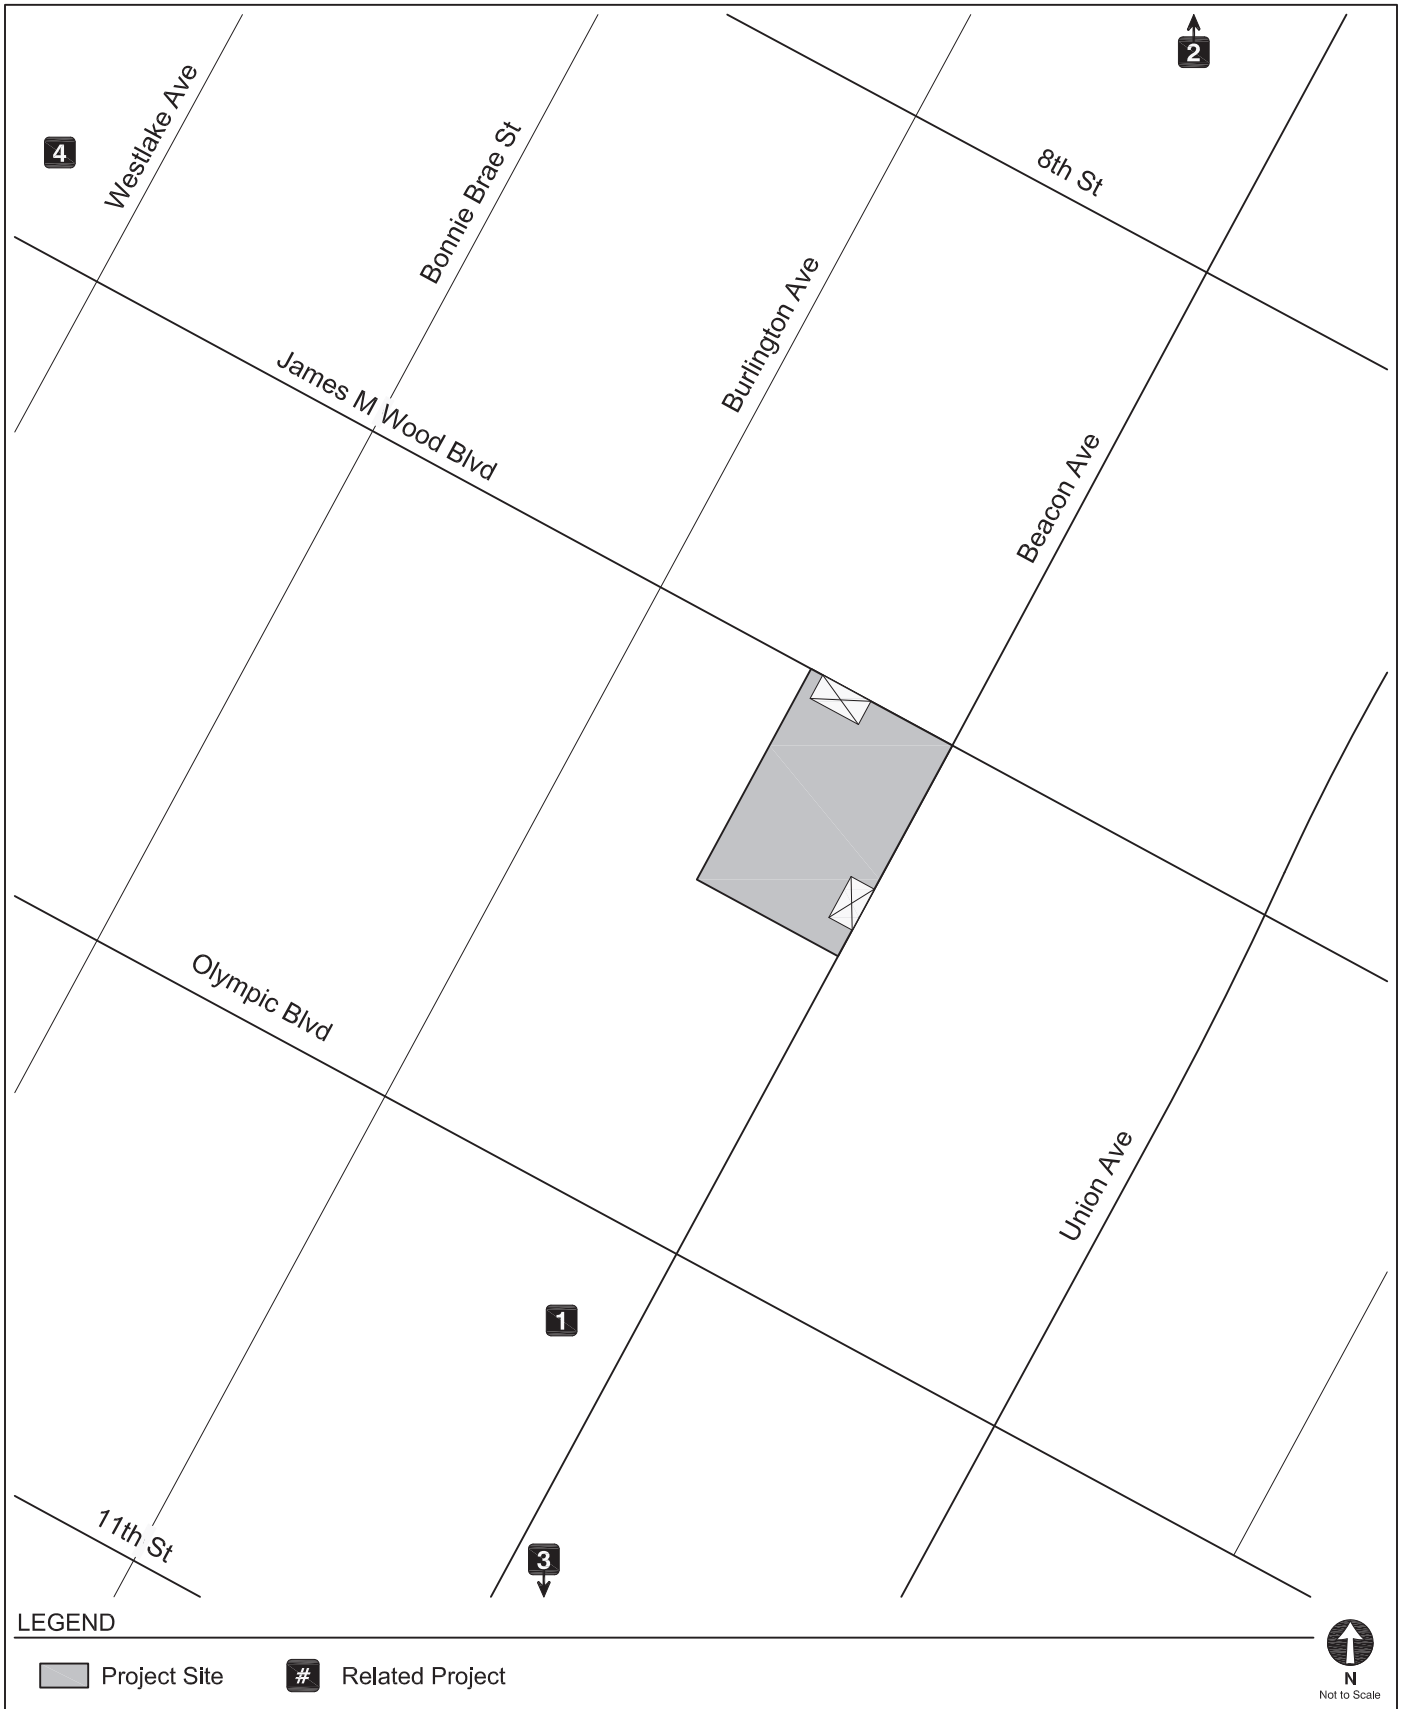 2
Westlake Ave
4
Bonnie Brae St
8th St
Burlington Ave
James M Wood Blvd
Beacon Ave
Olympic Blvd
Union Ave
1
11th St
3
LEGEND
Project Site
# Related Project
N
Not to Scale